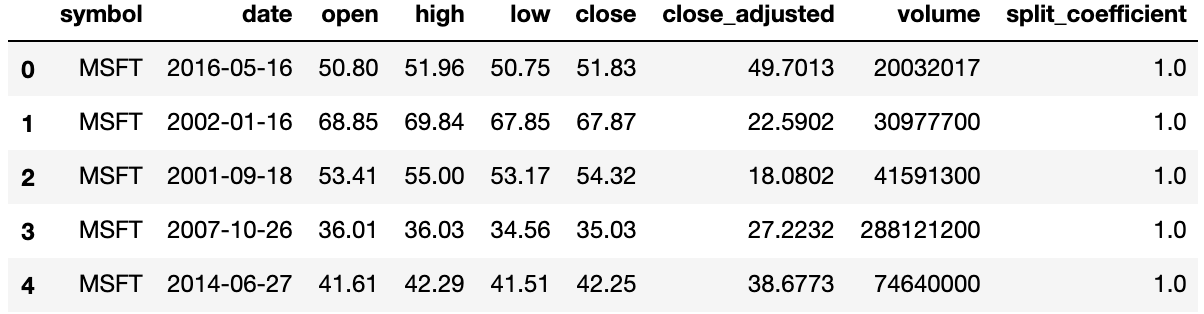 symbol date open high low close close_adjusted volume split_coefficient
0 MSFT 2016-05-16 50.80 51.96 50.75 51.83 49.7013 20032017 1.0
1 MSFT 2002-01-16 68.85 69.84 67.85 67.87 22.5902 30977700 1.0
2 MSFT 2001-09-18 53.41 55.00 53.17 54.32 18.0802 41591300 1.0
3 MSFT 2007-10-26 36.01 36.03 34.56 35.03 27.2232 288121200 1.0
4 MSFT 2014-06-27 41.61 42.29 41.51 42.25 38.6773 74640000 1.0